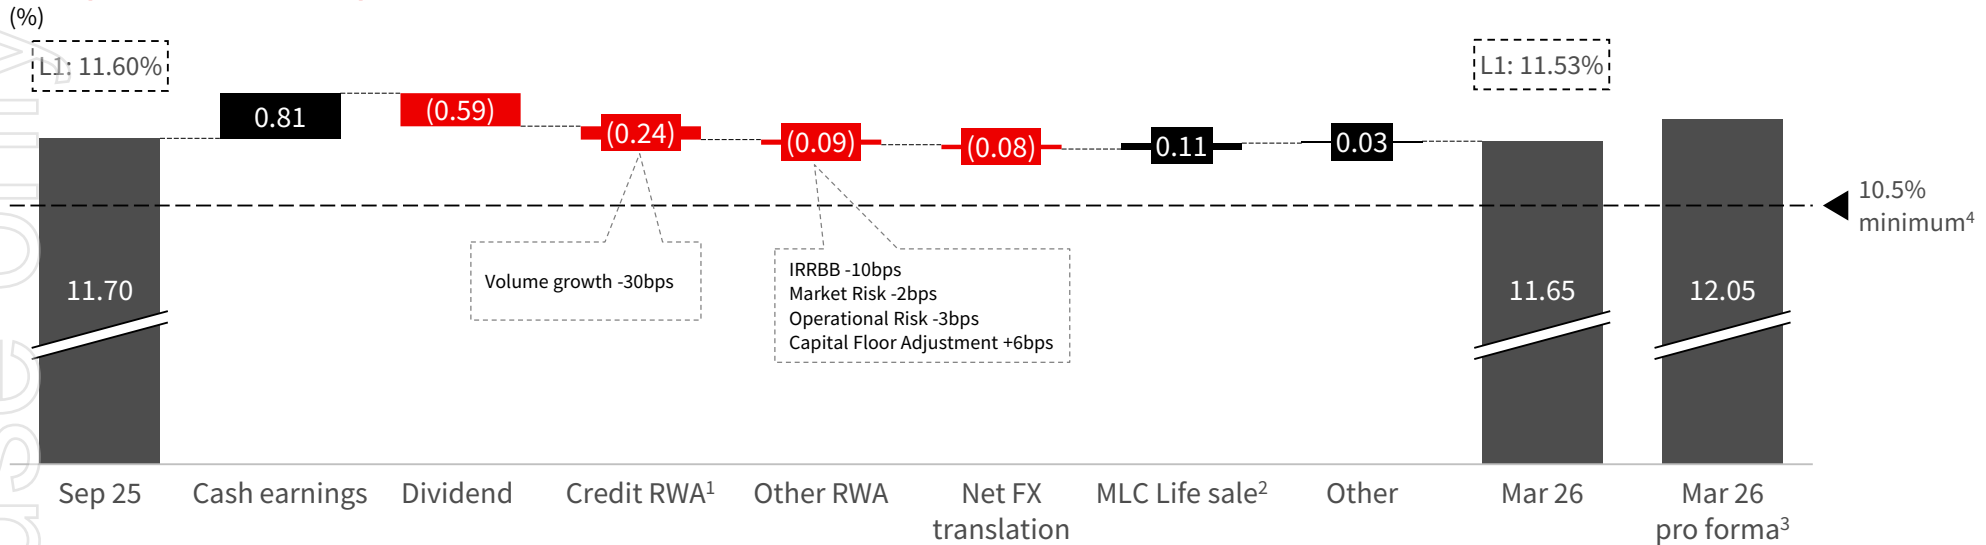 (%)
L1: 11.60%
L1: 11.53%
0.81
(0.59)
(0.24)
(0.09)
(0.08)
0.11
0.03
10.5%
minimum4
Volume growth -30bps
IRRBB -10bps
Market Risk -2bps
Operational Risk -3bps
Capital Floor Adjustment +6bps
11.70
11.65
12.05
Sep 25
Cash earnings
Dividend
Credit RWA1
Other RWA
Net FX
translation
MLC Life sale2
Other
Mar 26
Mar 26
pro forma3
use only